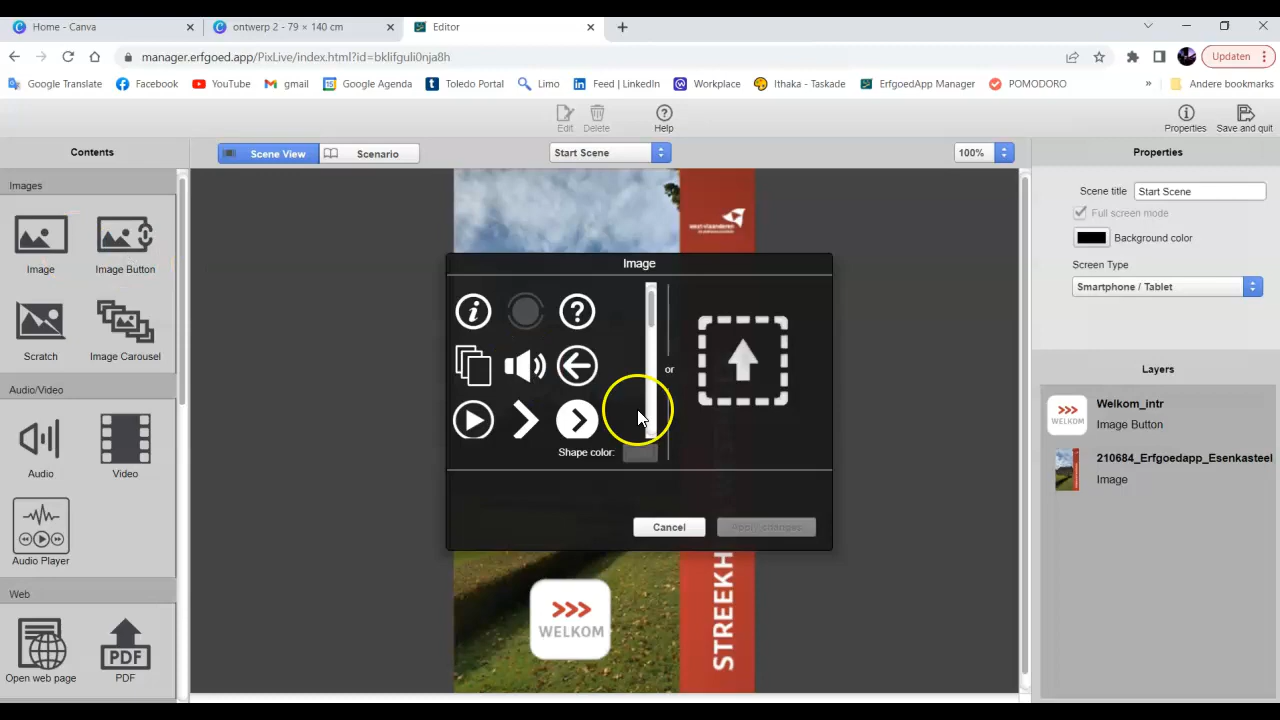 Home - Canva
ontwerp 2 - 79 × 140 cm
Editor
manager.erfgoed.app/PixLive/index.html?id=bklifguli0nja8h
Updaten
Google Translate
Facebook
YouTube
gmail
Google Agenda
Toledo Portal
Limo
Feed | LinkedIn
Workplace
Ithaka - Taskade
ErfgoedApp Manager
POMODORO
»
Andere bookmarks
Edit
Delete
Help
Properties
Save and quit
Contents
Scene View
Scenario
Start Scene
100%
Properties
Images
Image
Image Button
Scratch
Image Carousel
Audio/Video
Audio
Video
Audio Player
Web
Open web page
PDF
PDF
Scene title
Start Scene
Full screen mode
Background color
Screen Type
Smartphone / Tablet
Layers
WELKOM
Welkom_intr
Image Button
210684_Erfgoedapp_Esenkasteel
Image
west-vlaanderen
Image
or
Shape color:
Cancel
Apply changes
>>>
WELKOM
STREEKH